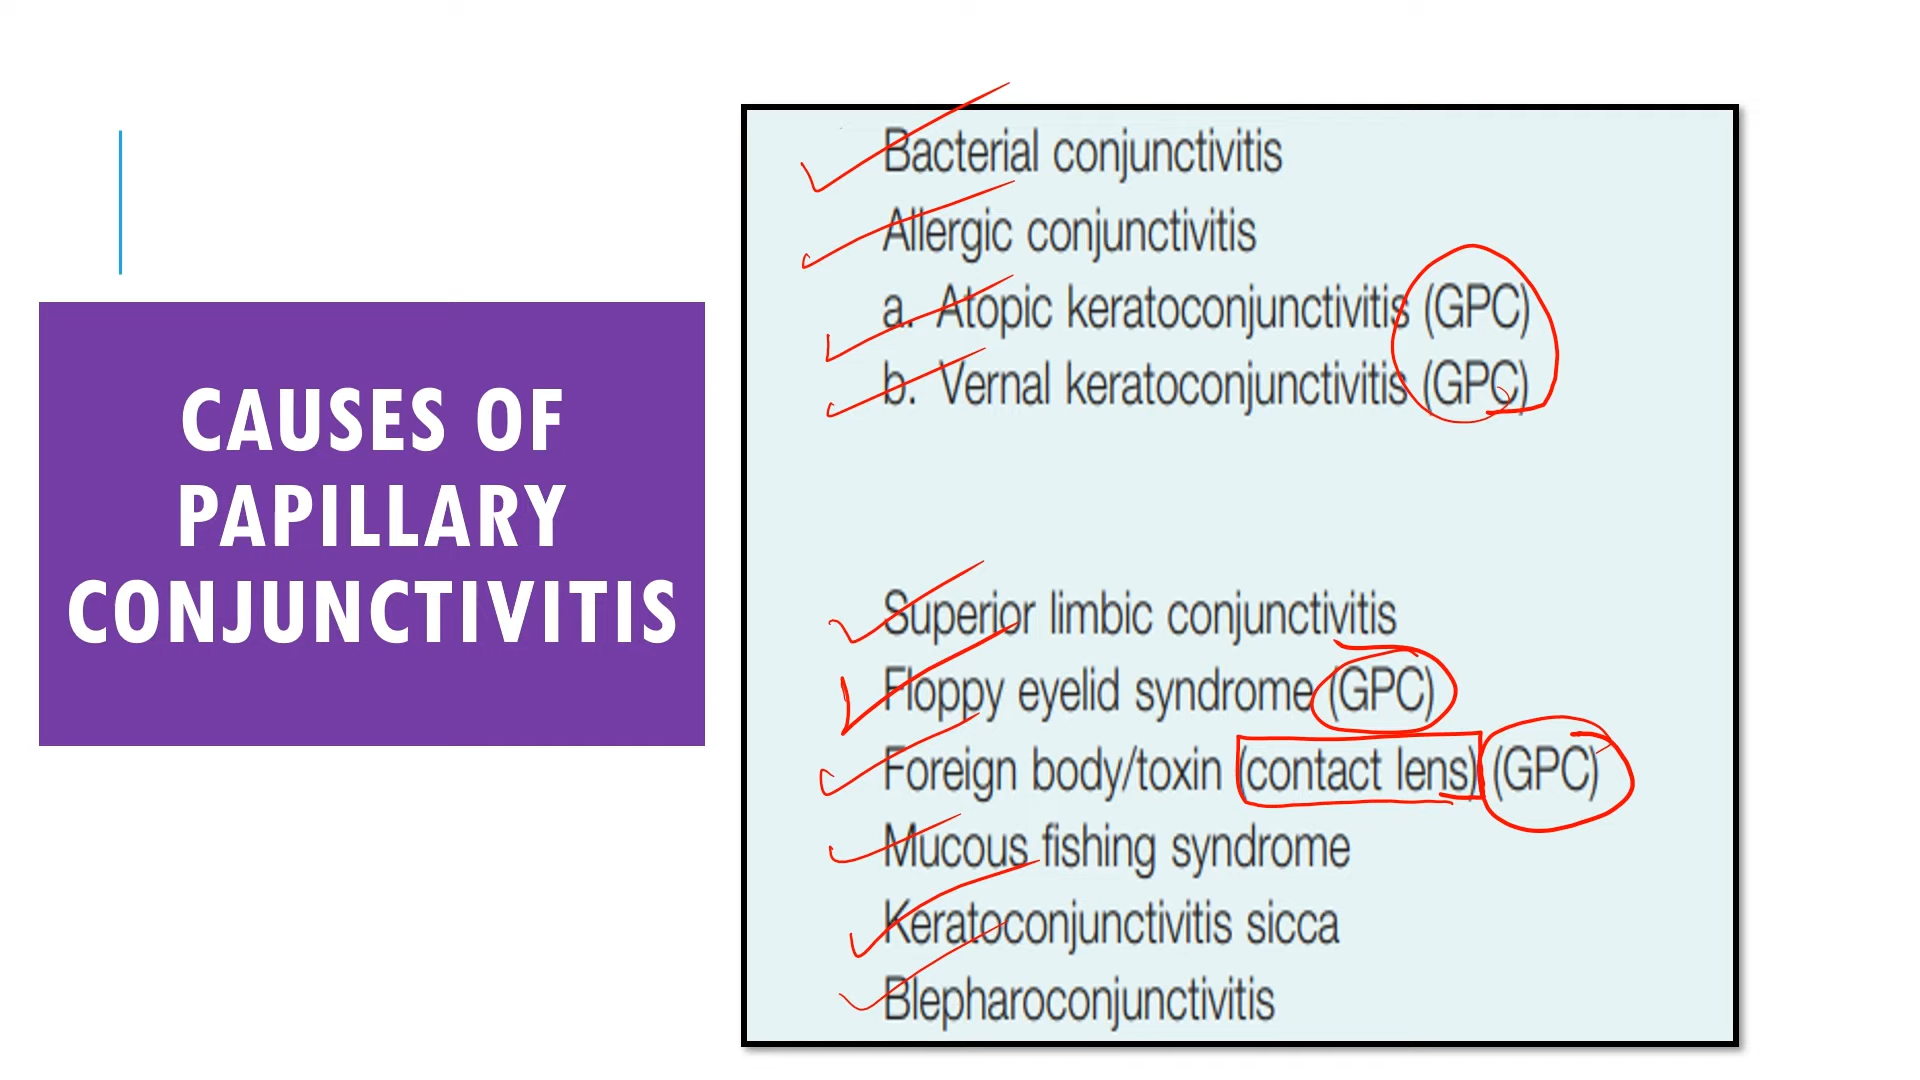 CAUSES OF
PAPILLARY
CONJUNCTIVITIS
Bacterial conjunctivitis
Allergic conjunctivitis
a. Atopic keratoconjunctivitis (GPC)
b. Vernal keratoconjunctivitis (GPC)
Superior limbic conjunctivitis
Floppy eyelid syndrome (GPC)
Foreign body/toxin (contact lens) (GPC)
Mucous fishing syndrome
Keratoconjunctivitis sicca
Blepharoconjunctivitis